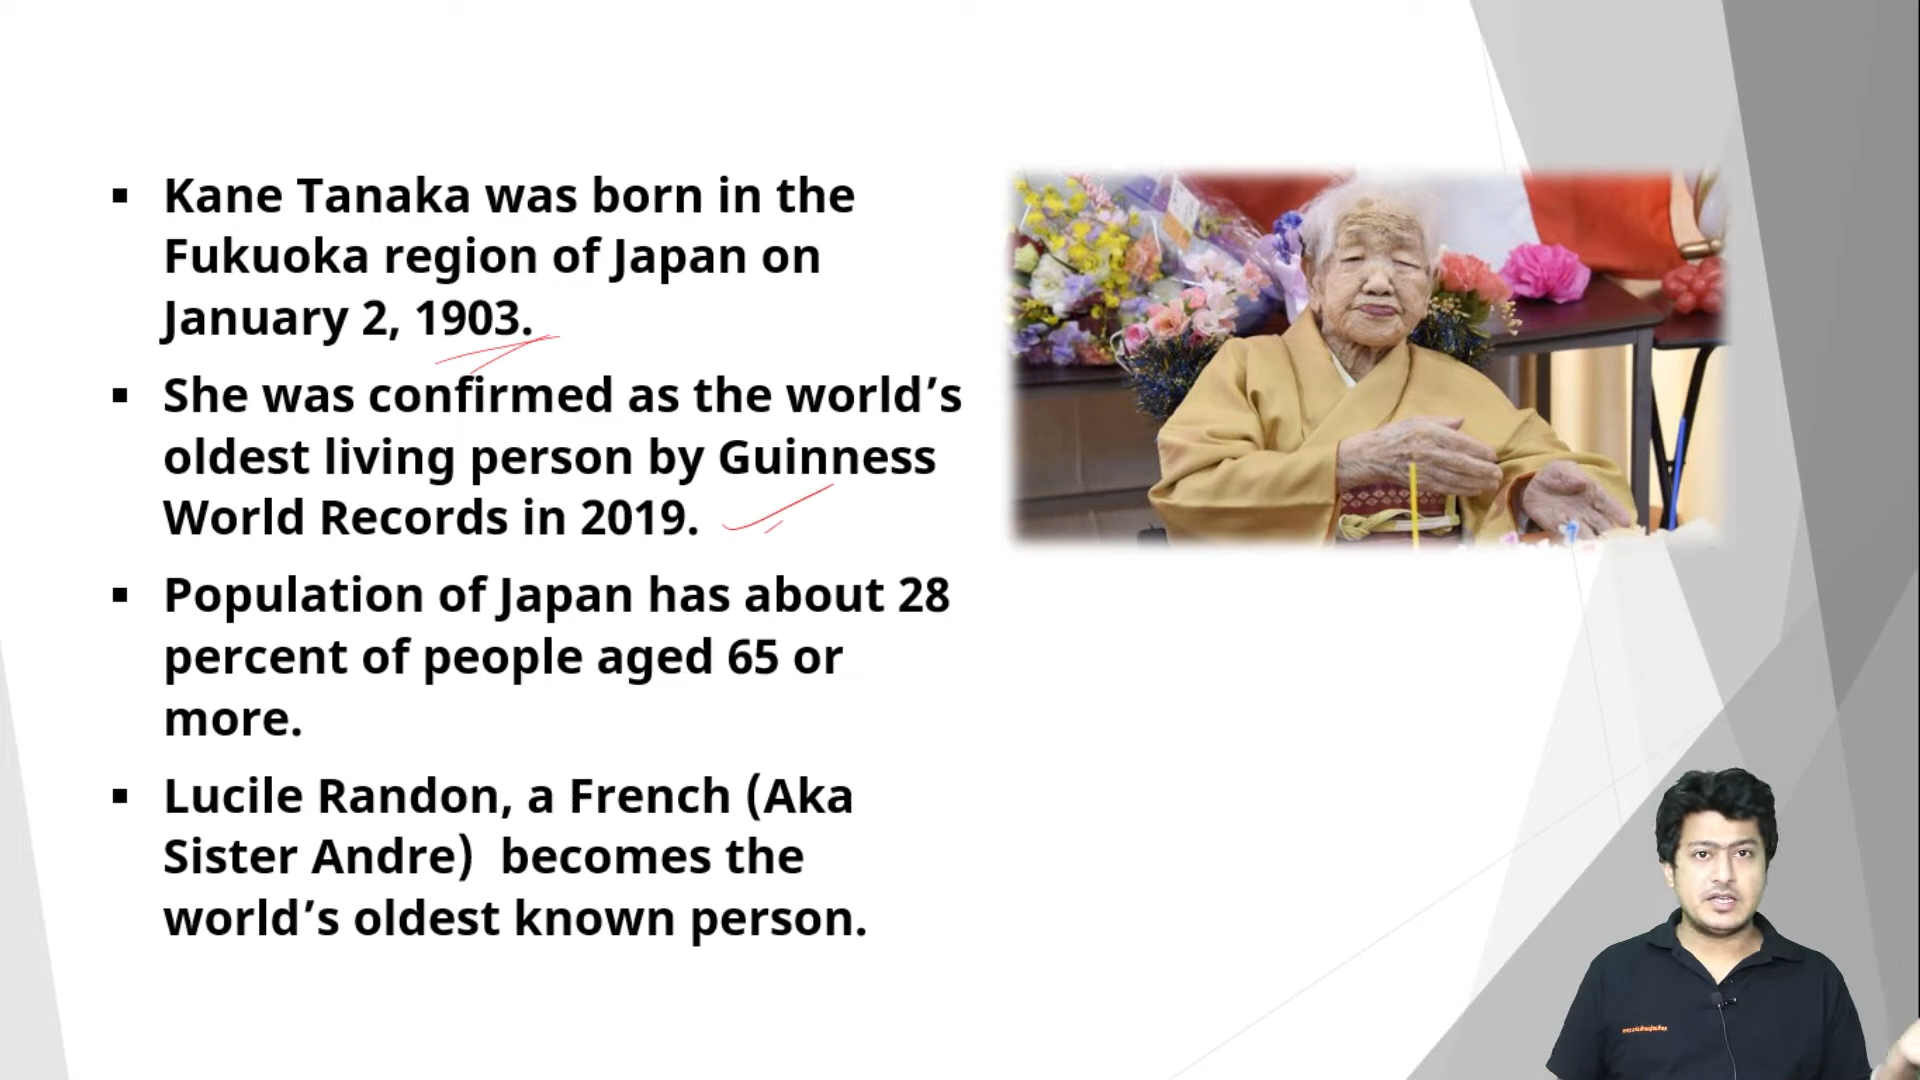 ▪ Kane Tanaka was born in the
Fukuoka region of Japan on
January 2, 1903.
▪ She was confirmed as the world’s
oldest living person by Guinness
World Records in 2019.
▪ Population of Japan has about 28
percent of people aged 65 or
more.
▪ Lucile Randon, a French (Aka
Sister Andre)  becomes the
world’s oldest known person.